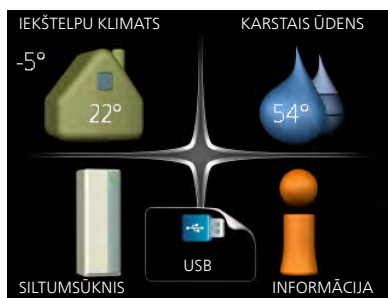 IEKŠTELPU KLIMATS
KARSTAIS ŪDENS
-5°
22°
54°
USB
SILTUMSŪKNIS
INFORMĀCIJA